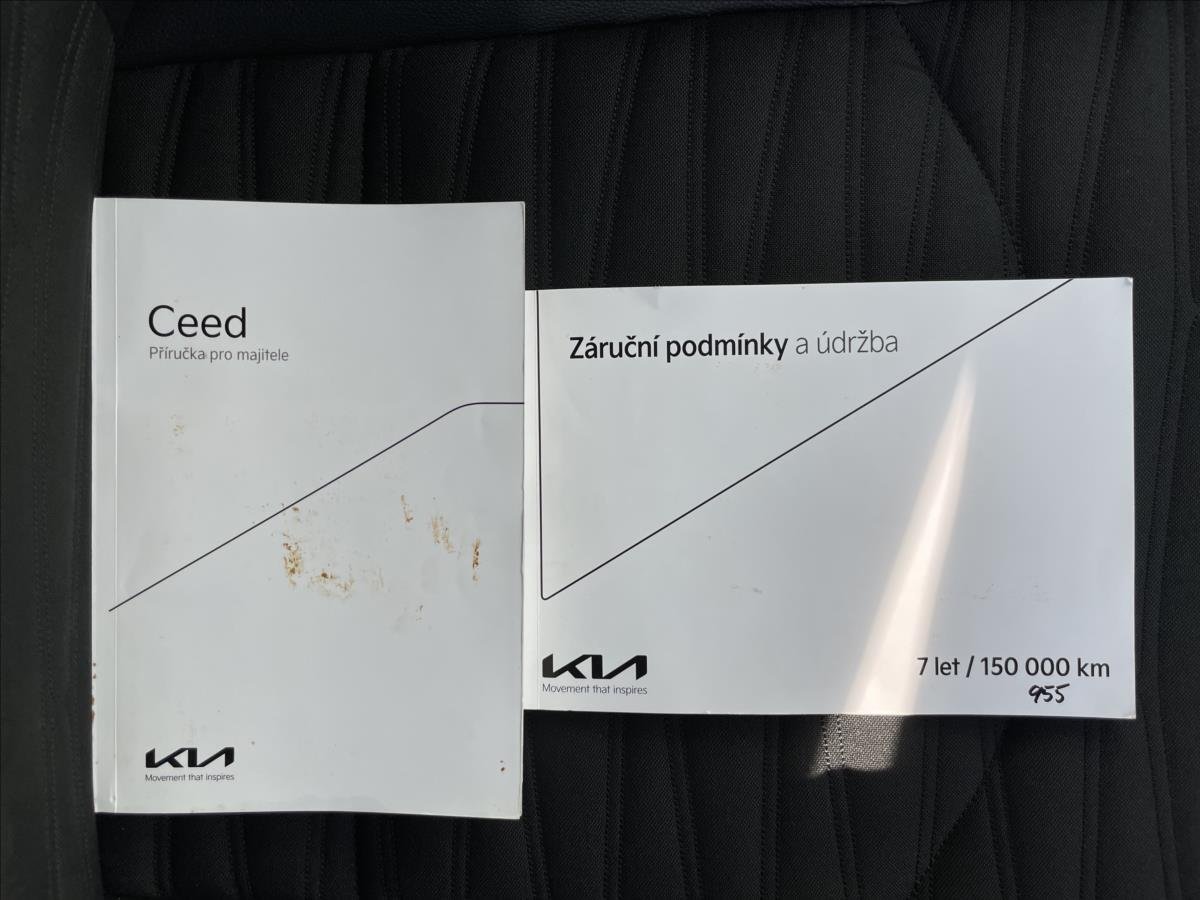 Ceed
Příručka pro majitele
KIA
Movement that inspires
Záruční podmínky a údržba
KIA
Movement that inspires
7 let / 150 000 km
955